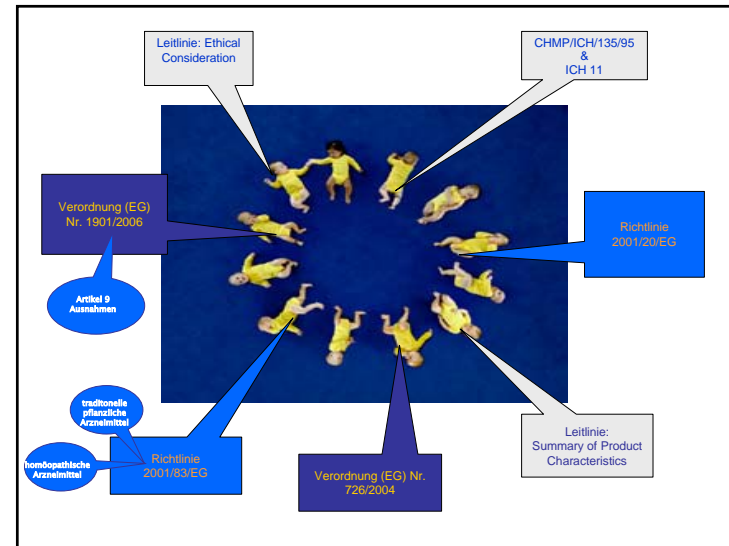 Leitlinie: Ethical
Consideration
CHMP/ICH/135/95
&
ICH 11
Verordnung (EG)
Nr. 1901/2006
Richtlinie
2001/20/EG
Artikel 9
Ausnahmen
traditonelle
pflanzliche
Arzneimittel
homöopathische
Arzneimittel
Richtlinie
2001/83/EG
Verordnung (EG) Nr.
726/2004
Leitlinie:
Summary of Product
Characteristics